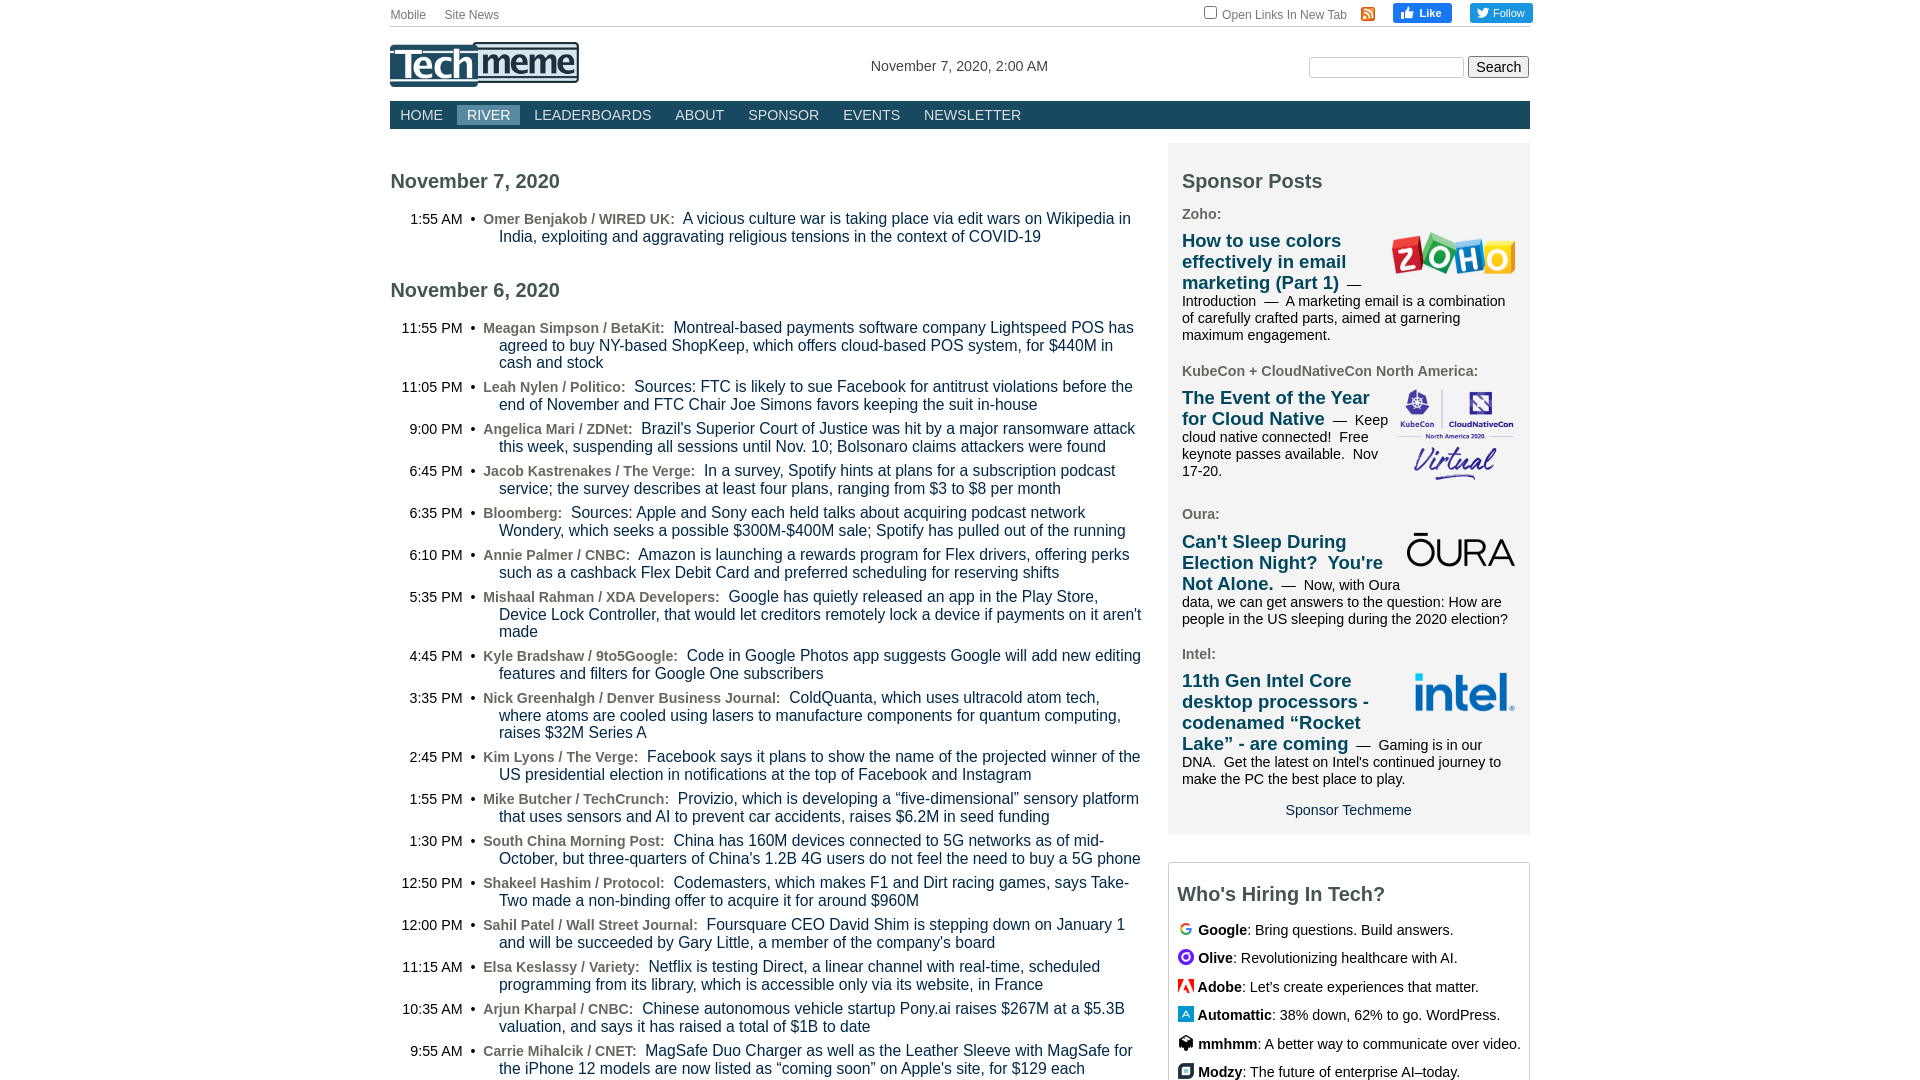 Mobile Site News
Open Links In New Tab
Like
Follow
Techmeme
November 7, 2020, 2:00 AM
Search
HOME RIVER LEADERBOARDS ABOUT SPONSOR EVENTS NEWSLETTER
November 7, 2020
1:55 AM • Omer Benjakob / WIRED UK: A vicious culture war is taking place via edit wars on Wikipedia in
India, exploiting and aggravating religious tensions in the context of COVID-19
November 6, 2020
11:55 PM • Meagan Simpson / BetaKit: Montreal-based payments software company Lightspeed POS has
agreed to buy NY-based ShopKeep, which offers cloud-based POS system, for $440M in
cash and stock
11:05 PM • Leah Nylen / Politico: Sources: FTC is likely to sue Facebook for antitrust violations before the
end of November and FTC Chair Joe Simons favors keeping the suit in-house
9:00 PM • Angelica Mari / ZDNet: Brazil's Superior Court of Justice was hit by a major ransomware attack
this week, suspending all sessions until Nov. 10; Bolsonaro claims attackers were found
6:45 PM • Jacob Kastrenakes / The Verge: In a survey, Spotify hints at plans for a subscription podcast
service; the survey describes at least four plans, ranging from $3 to $8 per month
6:35 PM • Bloomberg: Sources: Apple and Sony each held talks about acquiring podcast network
Wondery, which seeks a possible $300M-$400M sale; Spotify has pulled out of the running
6:10 PM • Annie Palmer / CNBC: Amazon is launching a rewards program for Flex drivers, offering perks
such as a cashback Flex Debit Card and preferred scheduling for reserving shifts
5:35 PM • Mishaal Rahman / XDA Developers: Google has quietly released an app in the Play Store,
Device Lock Controller, that would let creditors remotely lock a device if payments on it aren't
made
4:45 PM • Kyle Bradshaw / 9to5Google: Code in Google Photos app suggests Google will add new editing
features and filters for Google One subscribers
3:35 PM • Nick Greenhalgh / Denver Business Journal: ColdQuanta, which uses ultracold atom tech,
where atoms are cooled using lasers to manufacture components for quantum computing,
raises $32M Series A
2:45 PM • Kim Lyons / The Verge: Facebook says it plans to show the name of the projected winner of the
US presidential election in notifications at the top of Facebook and Instagram
1:55 PM • Mike Butcher / TechCrunch: Provizio, which is developing a “five-dimensional” sensory platform
that uses sensors and AI to prevent car accidents, raises $6.2M in seed funding
1:30 PM • South China Morning Post: China has 160M devices connected to 5G networks as of mid-
October, but three-quarters of China's 1.2B 4G users do not feel the need to buy a 5G phone
12:50 PM • Shakeel Hashim / Protocol: Codemasters, which makes F1 and Dirt racing games, says Take-
Two made a non-binding offer to acquire it for around $960M
12:00 PM • Sahil Patel / Wall Street Journal: Foursquare CEO David Shim is stepping down on January 1
and will be succeeded by Gary Little, a member of the company's board
11:15 AM • Elsa Keslassy / Variety: Netflix is testing Direct, a linear channel with real-time, scheduled
programming from its library, which is accessible only via its website, in France
10:35 AM • Arjun Kharpal / CNBC: Chinese autonomous vehicle startup Pony.ai raises $267M at a $5.3B
valuation, and says it has raised a total of $1B to date
9:55 AM • Carrie Mihalcik / CNET: MagSafe Duo Charger as well as the Leather Sleeve with MagSafe for
the iPhone 12 models are now listed as “coming soon” on Apple's site, for $129 each
Sponsor Posts
Zoho:
ZOHO
How to use colors
effectively in email
marketing (Part 1) —
Introduction — A marketing email is a combination
of carefully crafted parts, aimed at garnering
maximum engagement.
KubeCon + CloudNativeCon North America:
The Event of the Year
for Cloud Native — Keep
cloud native connected! Free
keynote passes available. Nov
17-20.
KubeCon CloudNativeCon
North America 2020
Virtual
Oura:
ŌURA
Can't Sleep During
Election Night? You're
Not Alone. — Now, with Oura
data, we can get answers to the question: How are
people in the US sleeping during the 2020 election?
Intel:
intel®
11th Gen Intel Core
desktop processors -
codenamed “Rocket
Lake” - are coming — Gaming is in our
DNA. Get the latest on Intel's continued journey to
make the PC the best place to play.
Sponsor Techmeme
Who's Hiring In Tech?
Google: Bring questions. Build answers.
Olive: Revolutionizing healthcare with AI.
Adobe: Let’s create experiences that matter.
Automattic: 38% down, 62% to go. WordPress.
mmhmm: A better way to communicate over video.
Modzy: The future of enterprise AI–today.